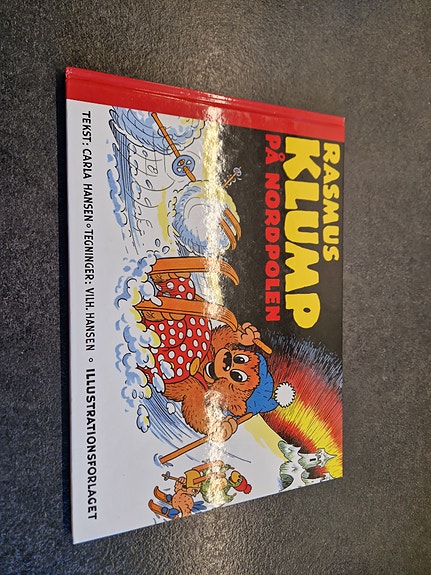 RASMUS
KLUMP
PÅ NORDPOLEN
TEKST: CARLA HANSEN • TEGNINGER: VILH. HANSEN • ILLUSTRATIONSFORLAGET